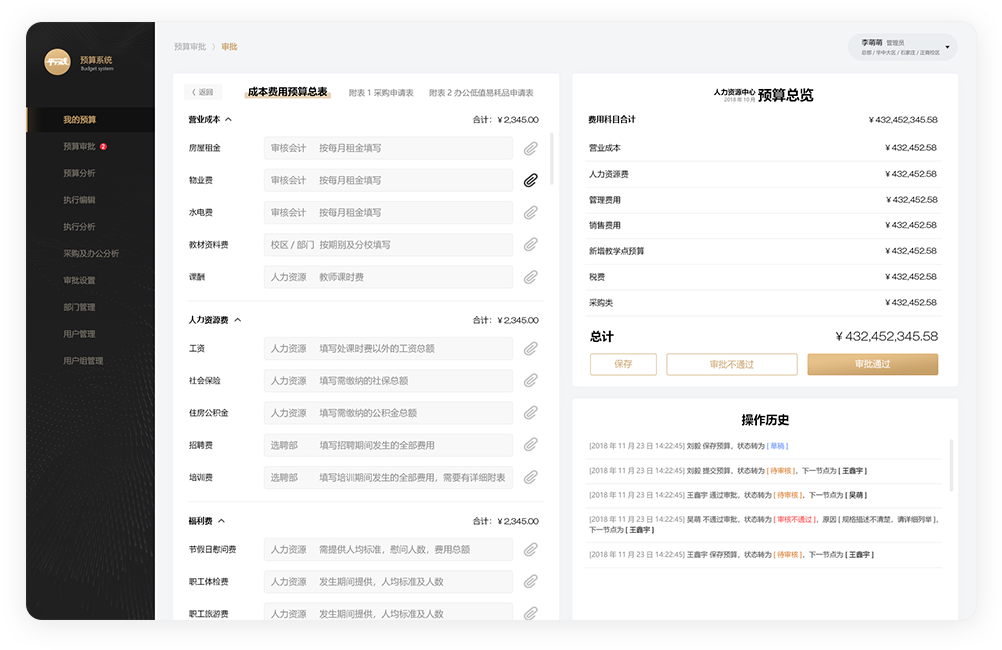 预算系统
Budget system
我的预算
预算审批 2
预算分析
执行编辑
执行分析
采购及办公分析
审批设置
部门管理
用户管理
用户组管理
预算审批 〉 审批
李萌萌 管理员
总部 / 华中大区 / 石家庄 / 正商校区
〈 返回
成本费用预算总表 附表 1 采购申请表 附表 2 办公低值易耗品申请表
营业成本 合计：¥ 2,345.00
房屋租金 审核会计 按每月租金填写
物业费 审核会计 按每月租金填写
水电费 审核会计 按每月租金填写
教材资料费 校区 / 部门 按期别及分校填写
课酬 人力资源 教师课时费
人力资源费 合计：¥ 2,345.00
工资 人力资源 填写处课时费以外的工资总额
社会保险 人力资源 填写需缴纳的社保总额
住房公积金 人力资源 填写需缴纳的公积金总额
招聘费 选聘部 填写招聘期间发生的全部费用
培训费 选聘部 填写培训期间发生的全部费用，需要有详细附表
福利费 合计：¥ 2,345.00
节假日慰问费 人力资源 需提供人均标准，慰问人数，费用总额
职工体检费 人力资源 发生期间提供，人均标准及人数
职工旅游费 人力资源 发生期间提供，人均标准及人数
人力资源中心
2018 年 10 月
预算总览
费用科目合计 ¥ 432,452,345.58
营业成本 ¥ 432,452.58
人力资源费 ¥ 432,452.58
管理费用 ¥ 432,452.58
销售费用 ¥ 432,452.58
新增教学点预算 ¥ 432,452.58
税费 ¥ 432,452.58
采购类 ¥ 432,452.58
总计 ¥ 432,452,345.58
保存 审批不通过 审批通过
操作历史
[2018 年 11 月 23 日 14:22:45] 刘毅 保存预算，状态转为 [ 草稿 ]
[2018 年 11 月 23 日 14:22:45] 刘毅 提交预算，状态转为 [ 待审核 ]，下一节点为 [ 王鑫宇 ]
[2018 年 11 月 23 日 14:22:45] 王鑫宇 通过审批，状态转为 [ 待审核 ]，下一节点为 [ 吴萌 ]
[2018 年 11 月 23 日 14:22:45] 吴萌 不通过审批，状态转为 [ 审核不通过 ]，原因 [ 规格描述不清楚，请详细列举 ]，
下一节点为 [ 王鑫宇 ]
[2018 年 11 月 23 日 14:22:45] 王鑫宇 保存预算，状态转为 [ 待审核 ]，下一节点为 [ 王鑫宇 ]